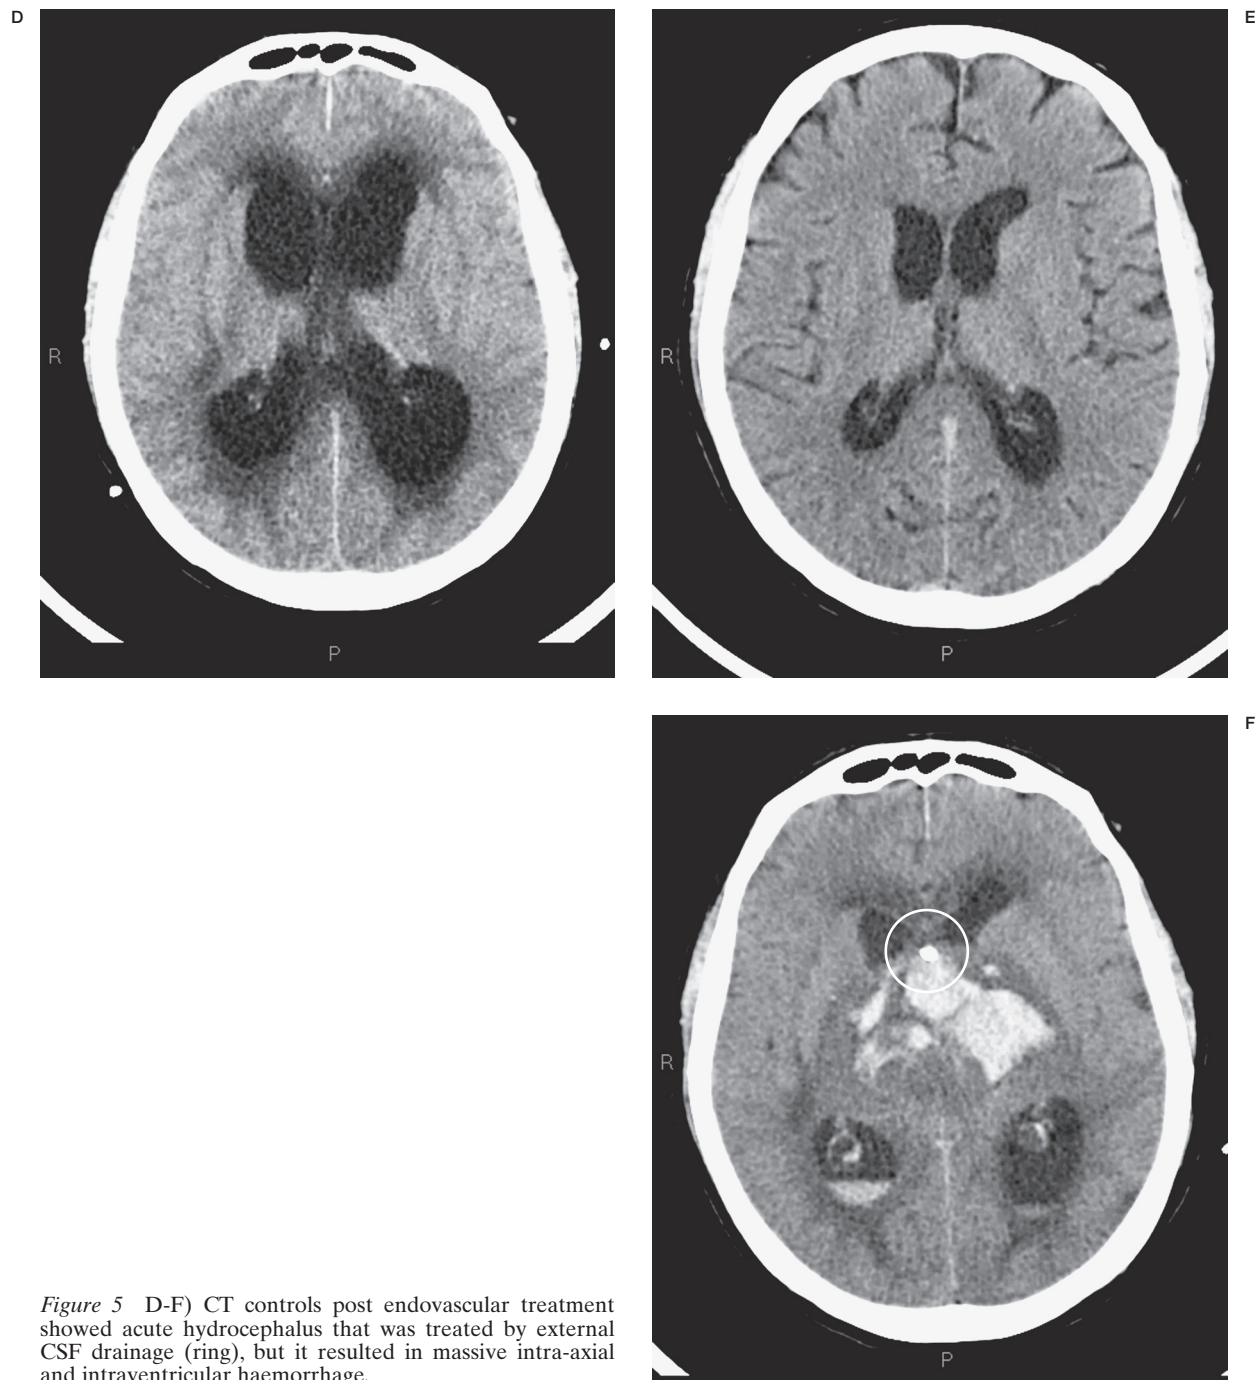 D
E
R
P
R
P
F
R
P
Figure 5 D-F) CT controls post endovascular treatment
showed acute hydrocephalus that was treated by external
CSF drainage (ring), but it resulted in massive intra-axial
and intraventricular haemorrhage.